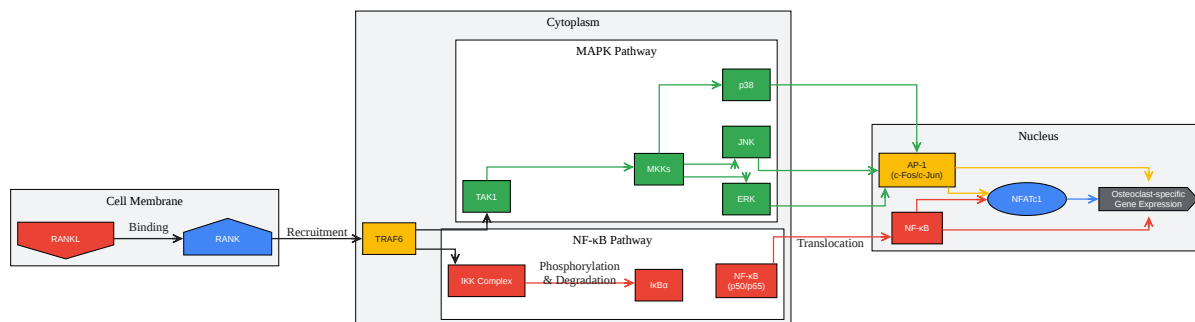 Cytoplasm
MAPK Pathway
p38
JNK
MKKs
TAK1
ERK
Nucleus
AP-1
(c-Fos/c-Jun)
NFATc1
Osteoclast-specific
Gene Expression
NF-κB
Cell Membrane
RANKL
Binding
RANK
Recruitment
TRAF6
NF-κB Pathway
IKK Complex
Phosphorylation
& Degradation
IκBα
NF-κB
(p50/p65)
Translocation